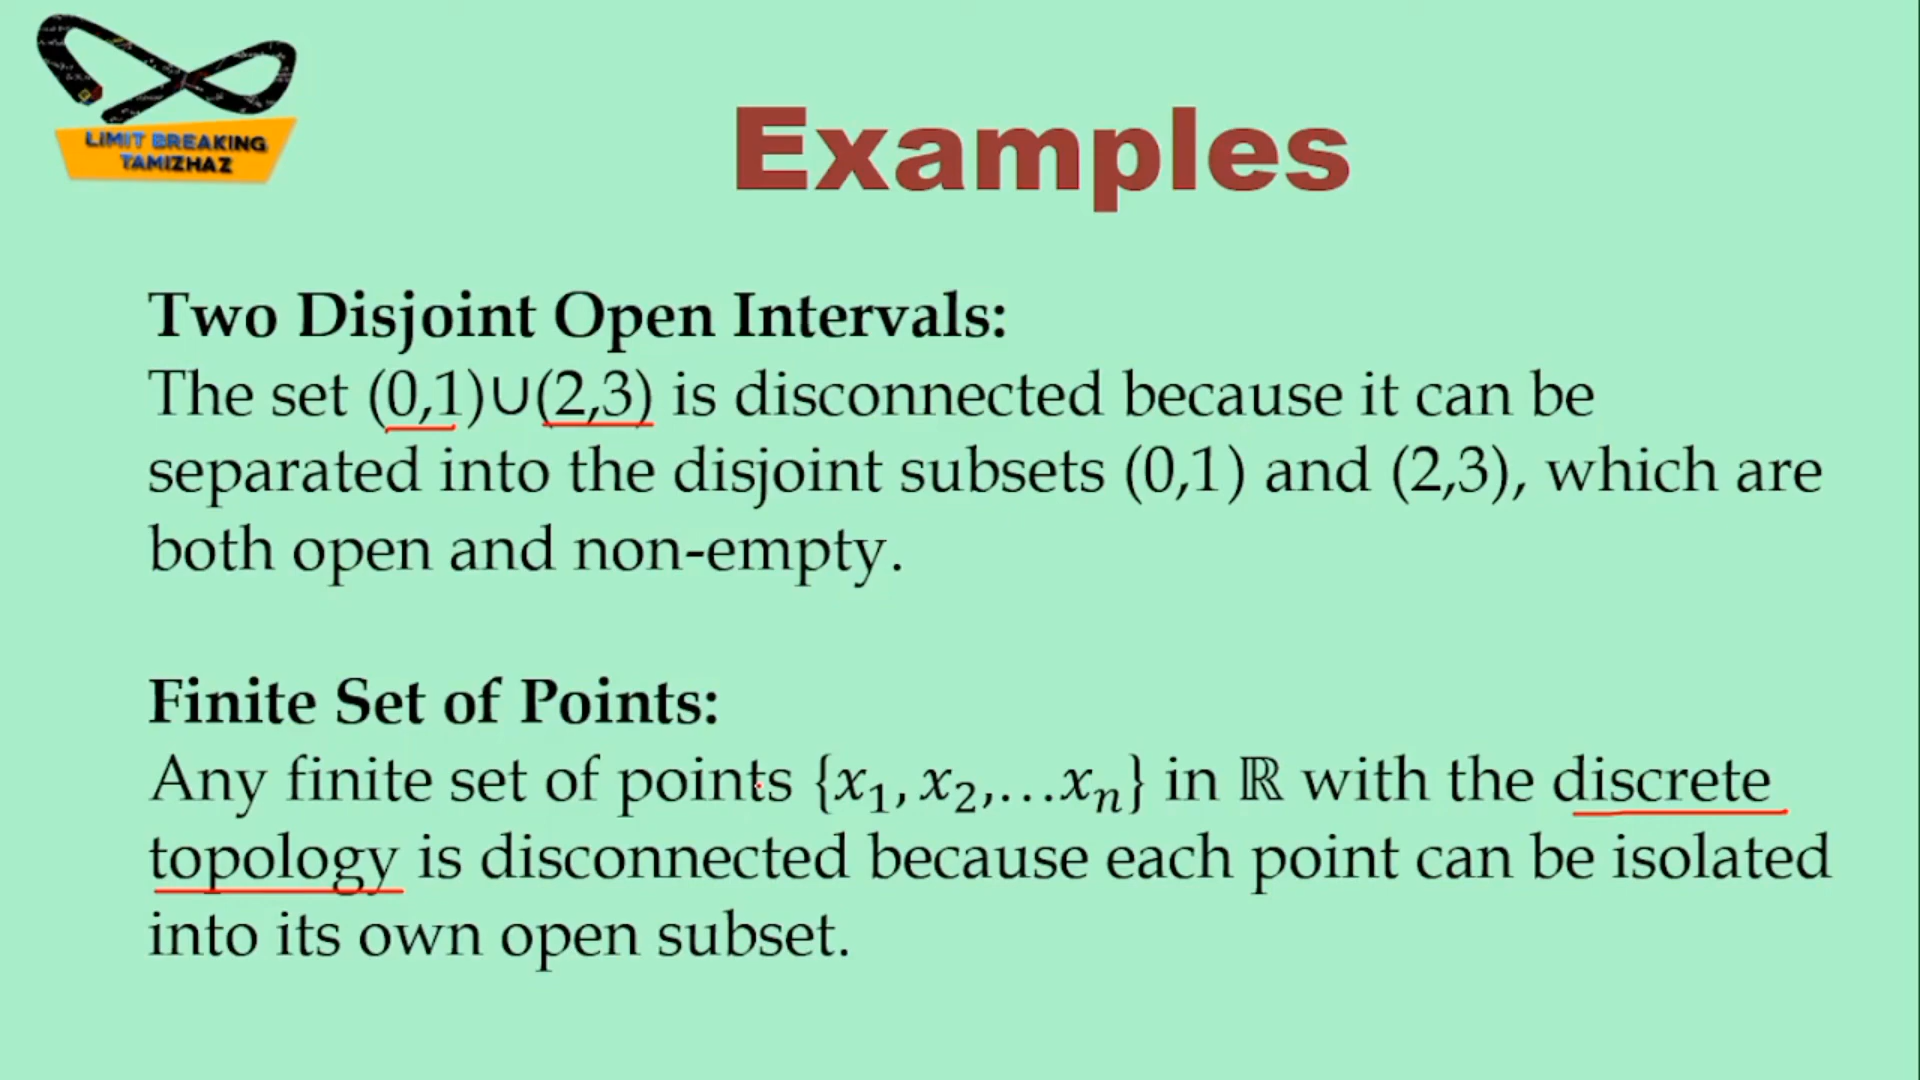 LIMIT BREAKING
TAMIZHAZ
Examples
Two Disjoint Open Intervals:
The set (0,1)∪(2,3) is disconnected because it can be
separated into the disjoint subsets (0,1) and (2,3), which are
both open and non-empty.
Finite Set of Points:
Any finite set of points {𝑥₁, 𝑥₂,…𝑥ₙ} in ℝ with the discrete
topology is disconnected because each point can be isolated
into its own open subset.